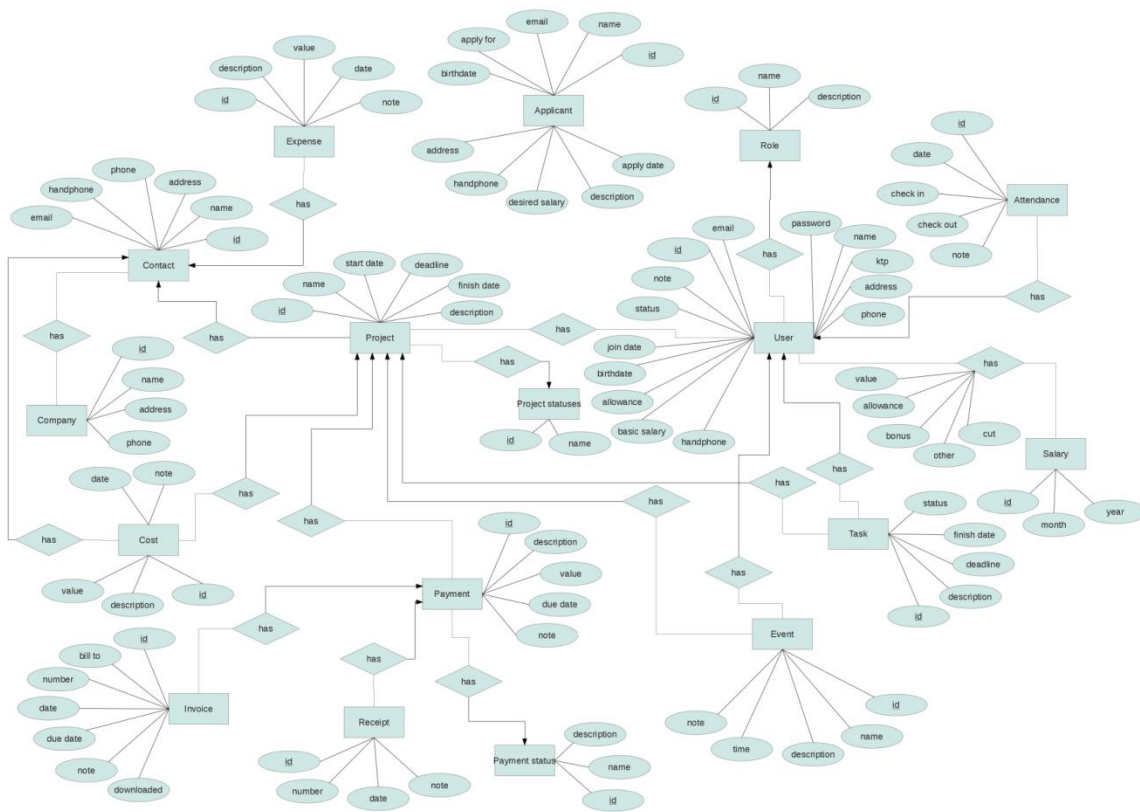 value
description
date
id
note
Expense
has
email
apply for
name
birthdate
id
Applicant
address
apply date
handphone
description
desired salary
name
id
description
Role
has
id
date
check in
check out
note
Attendance
has
phone
handphone
address
email
name
id
Contact
has
has
id
name
address
phone
Company
start date
deadline
name
finish date
id
description
Project
has
has
Project statuses
id
name
email
password
id
name
note
ktp
status
address
phone
join date
birthdate
allowance
basic salary
handphone
User
has
value
allowance
bonus
other
cut
Salary
id
month
year
has
has
status
finish date
deadline
description
id
Task
date
note
has
has
Cost
value
description
id
has
id
description
value
due date
note
Payment
has
has
has
id
bill to
number
date
due date
note
downloaded
Invoice
Receipt
id
number
date
note
Payment status
description
name
id
has
has
Event
note
time
description
name
id